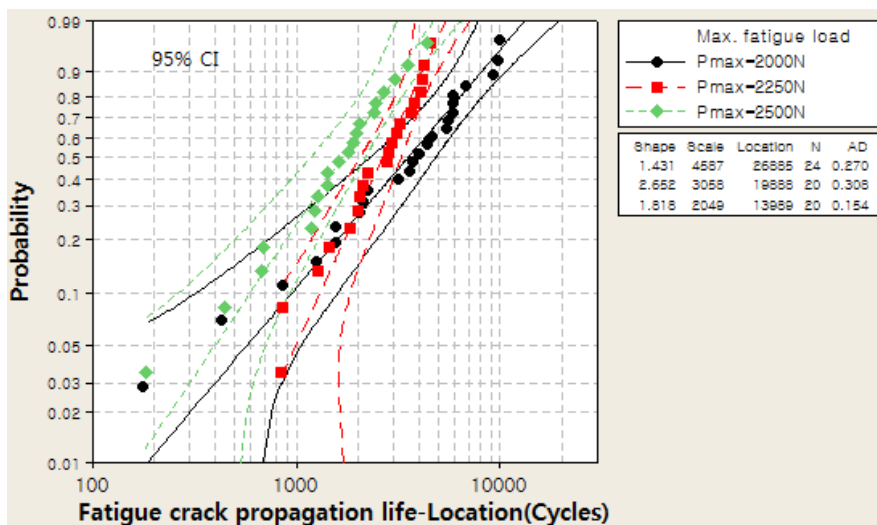 0.99
95% CI
0.9
0.8
0.7
0.6
0.5
0.4
0.3
0.2
0.1
0.05
0.03
0.02
0.01
Probability
100 1000 10000
Fatigue crack propagation life-Location(Cycles)
Max. fatigue load
Pmax-2000N
Pmax-2250N
Pmax-2500N
Shape Scale Location N AD
1.431 4587 26885 24 0.270
2.652 3058 19888 20 0.308
1.818 2049 13989 20 0.154